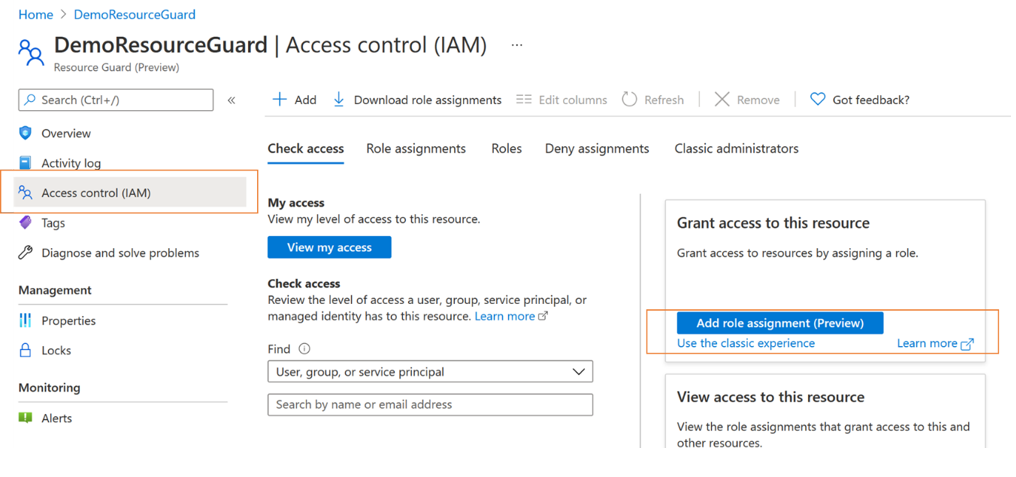 Home > DemoResourceGuard
DemoResourceGuard | Access control (IAM) ...
Resource Guard (Preview)
Search (Ctrl+/)
«
Add
Download role assignments
Edit columns
Refresh
Remove
Got feedback?
Overview
Activity log
Access control (IAM)
Tags
Diagnose and solve problems
Management
Properties
Locks
Monitoring
Alerts
Check access
Role assignments
Roles
Deny assignments
Classic administrators
My access
View my level of access to this resource.
View my access
Check access
Review the level of access a user, group, service principal, or
managed identity has to this resource. Learn more
Find
User, group, or service principal
Search by name or email address
Grant access to this resource
Grant access to resources by assigning a role.
Add role assignment (Preview)
Use the classic experience
Learn more
View access to this resource
View the role assignments that grant access to this and
other resources.